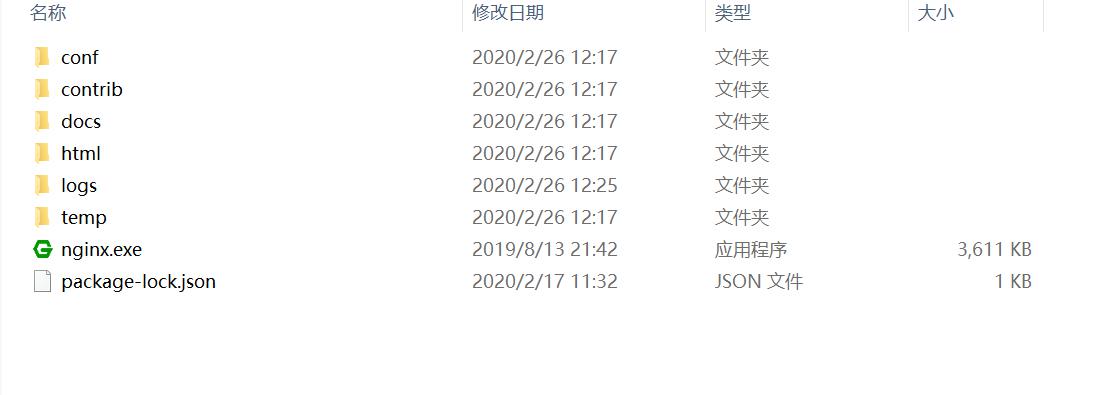 名称 修改日期 类型 大小
conf 2020/2/26 12:17 文件夹
contrib 2020/2/26 12:17 文件夹
docs 2020/2/26 12:17 文件夹
html 2020/2/26 12:17 文件夹
logs 2020/2/26 12:25 文件夹
temp 2020/2/26 12:17 文件夹
nginx.exe 2019/8/13 21:42 应用程序 3,611 KB
package-lock.json 2020/2/17 11:32 JSON 文件 1 KB